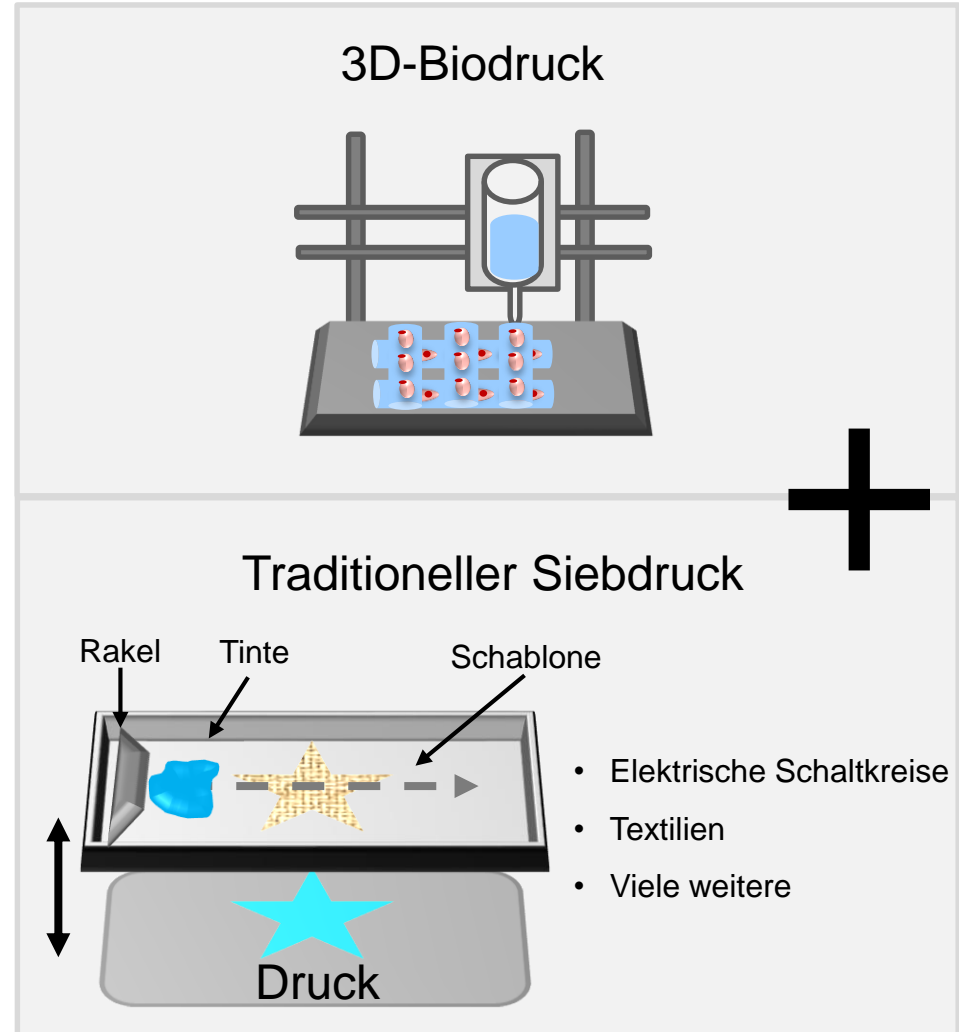 3D-Biodruck
Traditioneller Siebdruck
Rakel
Tinte
Schablone
• Elektrische Schaltkreise
• Textilien
• Viele weitere
Druck